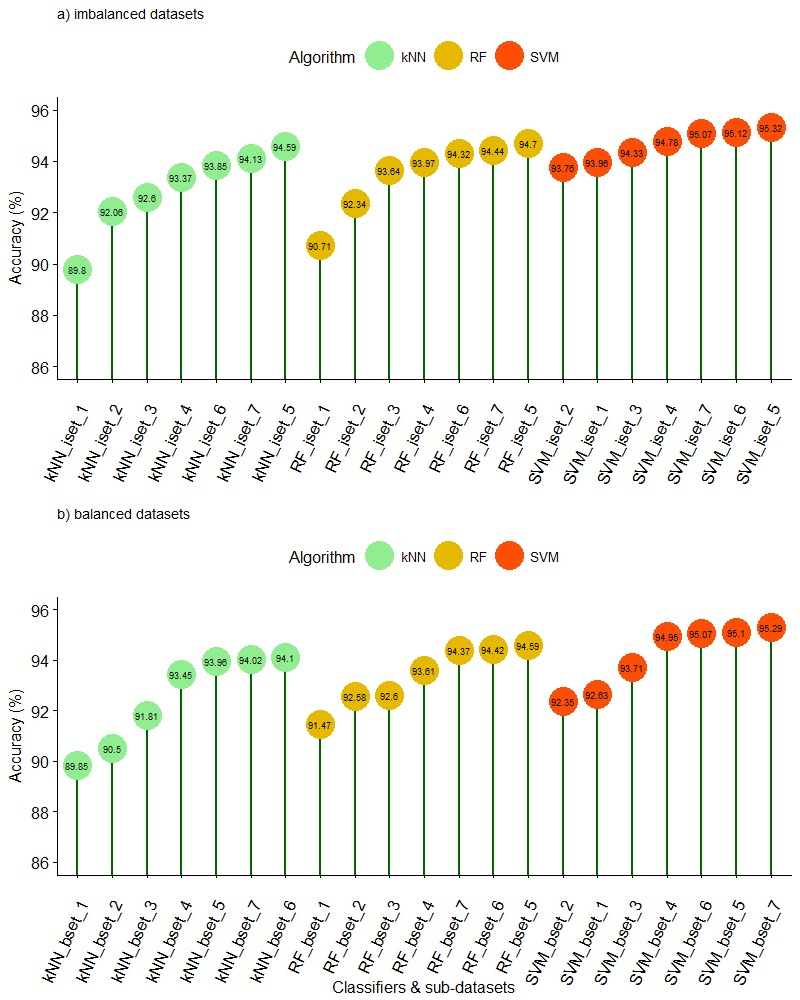 a) imbalanced datasets
Algorithm kNN RF SVM
Accuracy (%)
96
94
92
90
88
86
89.8 92.06 92.6 93.37 93.85 94.13 94.59 90.71 92.34 93.64 93.97 94.32 94.44 94.7 93.76 93.96 94.33 94.78 95.07 95.12 95.32
kNN_iset_1 kNN_iset_2 kNN_iset_3 kNN_iset_4 kNN_iset_6 kNN_iset_7 kNN_iset_5 RF_iset_1 RF_iset_2 RF_iset_3 RF_iset_4 RF_iset_6 RF_iset_7 RF_iset_5 SVM_iset_2 SVM_iset_1 SVM_iset_3 SVM_iset_4 SVM_iset_7 SVM_iset_6 SVM_iset_5
b) balanced datasets
Algorithm kNN RF SVM
Accuracy (%)
96
94
92
90
88
86
89.85 90.5 91.81 93.45 93.96 94.02 94.1 91.47 92.58 92.6 93.61 94.37 94.42 94.59 92.35 92.63 93.71 94.95 95.07 95.1 95.29
kNN_bset_1 kNN_bset_2 kNN_bset_3 kNN_bset_4 kNN_bset_5 kNN_bset_7 kNN_bset_6 RF_bset_1 RF_bset_2 RF_bset_3 RF_bset_4 RF_bset_7 RF_bset_6 RF_bset_5 SVM_bset_2 SVM_bset_1 SVM_bset_3 SVM_bset_4 SVM_bset_6 SVM_bset_5 SVM_bset_7
Classifiers & sub-datasets